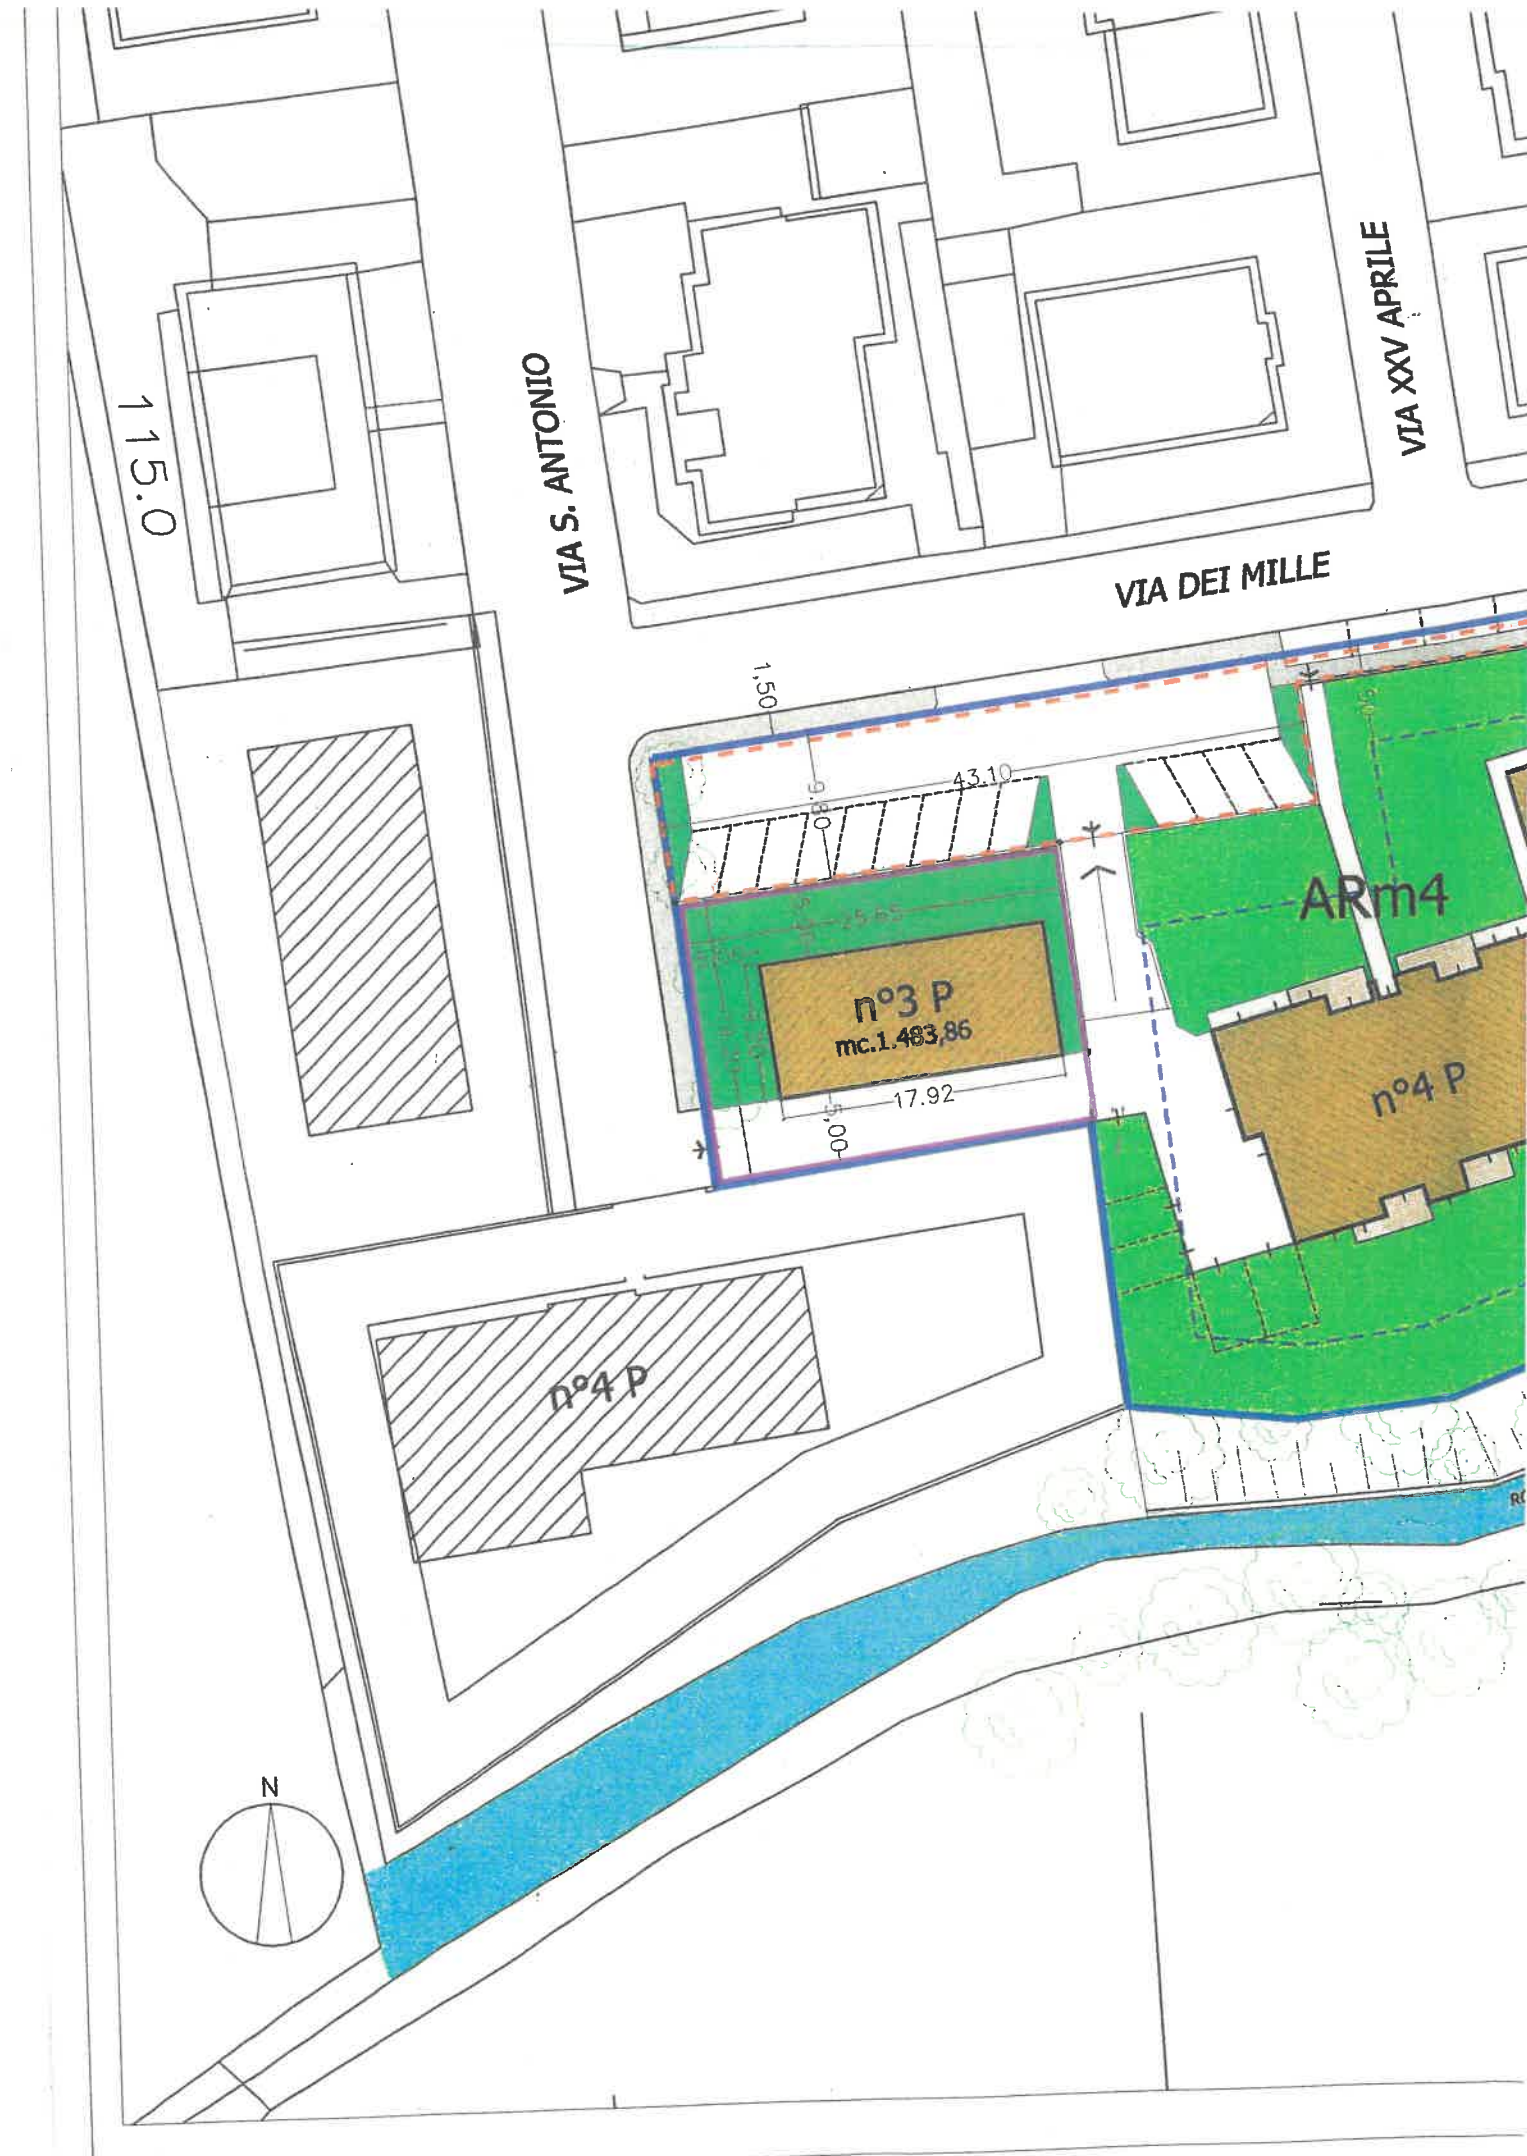 VIA XXV APRILE
VIA S. ANTONIO
115.0
VIA DEI MILLE
1,50
43.10
9.80
ARm4
25.65
n°3 P
mc.1.483,86
17.92
5,00
n°4 P
n°4 P
N